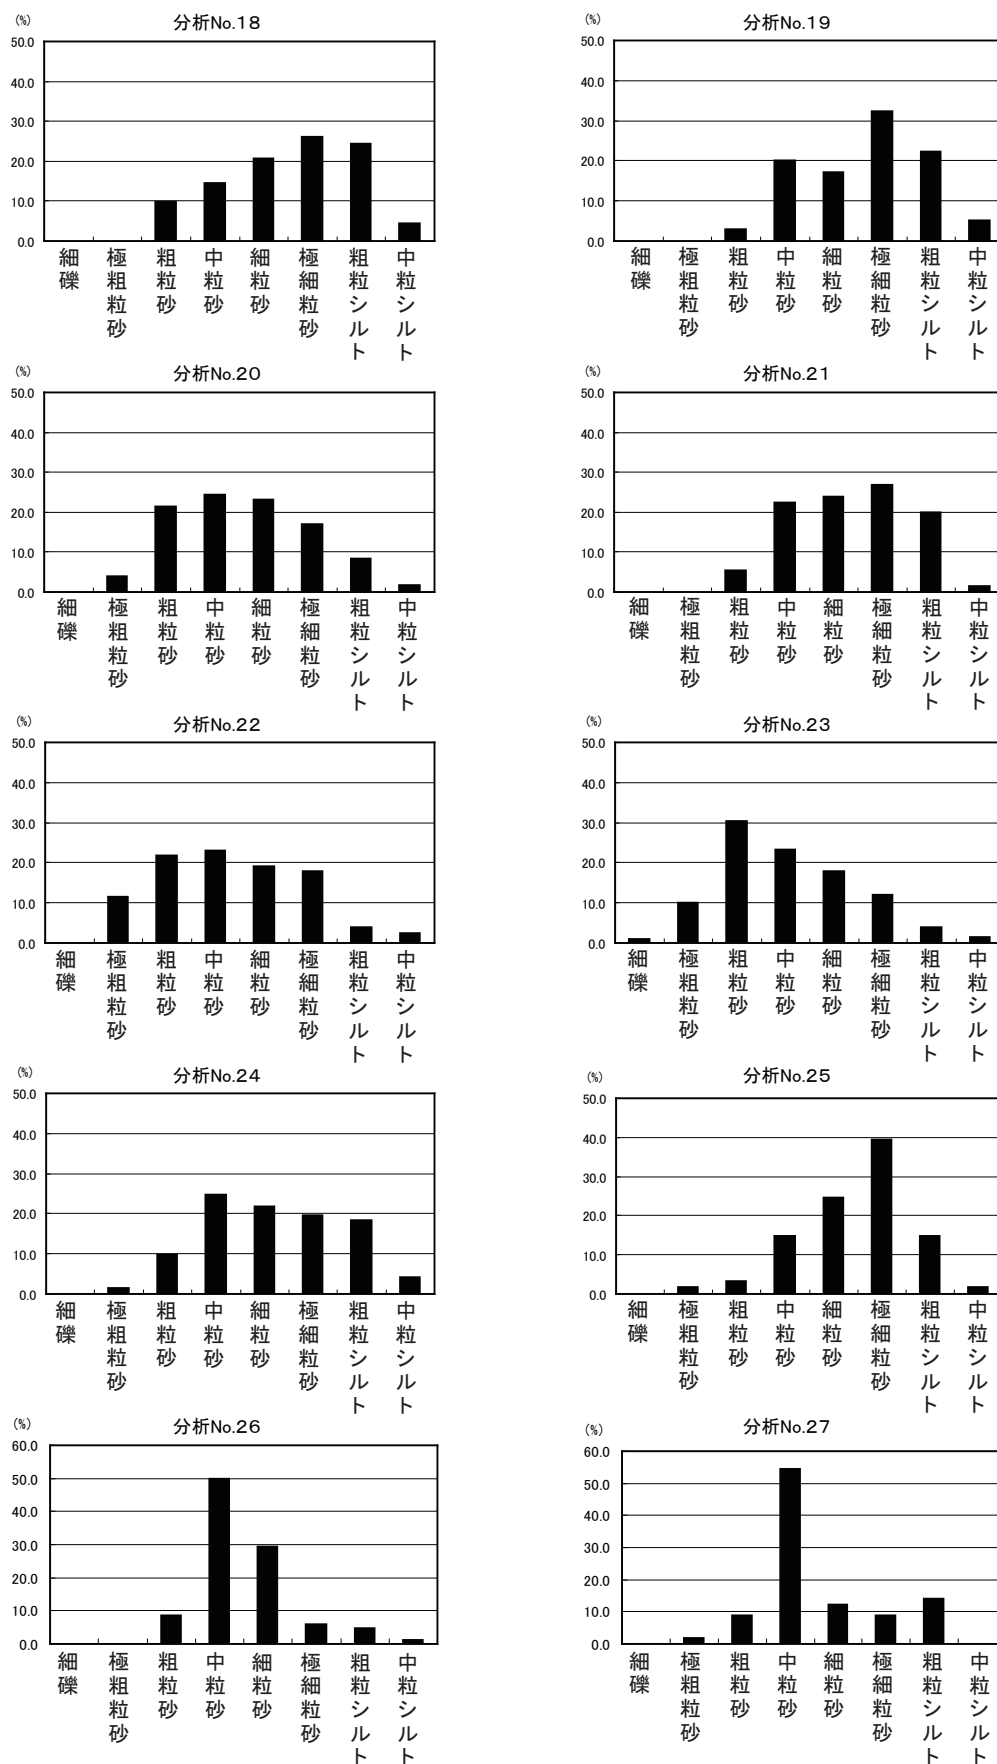 (%)
分析No.18
50.0
40.0
30.0
20.0
10.0
0.0
細礫
極粗粒砂
粗粒砂
中粒砂
細粒砂
極細粒砂
粗粒シルト
中粒シルト
(%)
分析No.19
50.0
40.0
30.0
20.0
10.0
0.0
細礫
極粗粒砂
粗粒砂
中粒砂
細粒砂
極細粒砂
粗粒シルト
中粒シルト
(%)
分析No.20
50.0
40.0
30.0
20.0
10.0
0.0
細礫
極粗粒砂
粗粒砂
中粒砂
細粒砂
極細粒砂
粗粒シルト
中粒シルト
(%)
分析No.21
50.0
40.0
30.0
20.0
10.0
0.0
細礫
極粗粒砂
粗粒砂
中粒砂
細粒砂
極細粒砂
粗粒シルト
中粒シルト
(%)
分析No.22
50.0
40.0
30.0
20.0
10.0
0.0
細礫
極粗粒砂
粗粒砂
中粒砂
細粒砂
極細粒砂
粗粒シルト
中粒シルト
(%)
分析No.23
50.0
40.0
30.0
20.0
10.0
0.0
細礫
極粗粒砂
粗粒砂
中粒砂
細粒砂
極細粒砂
粗粒シルト
中粒シルト
(%)
分析No.24
50.0
40.0
30.0
20.0
10.0
0.0
細礫
極粗粒砂
粗粒砂
中粒砂
細粒砂
極細粒砂
粗粒シルト
中粒シルト
(%)
分析No.25
50.0
40.0
30.0
20.0
10.0
0.0
細礫
極粗粒砂
粗粒砂
中粒砂
細粒砂
極細粒砂
粗粒シルト
中粒シルト
(%)
分析No.26
60.0
50.0
40.0
30.0
20.0
10.0
0.0
細礫
極粗粒砂
粗粒砂
中粒砂
細粒砂
極細粒砂
粗粒シルト
中粒シルト
(%)
分析No.27
60.0
50.0
40.0
30.0
20.0
10.0
0.0
細礫
極粗粒砂
粗粒砂
中粒砂
細粒砂
極細粒砂
粗粒シルト
中粒シルト